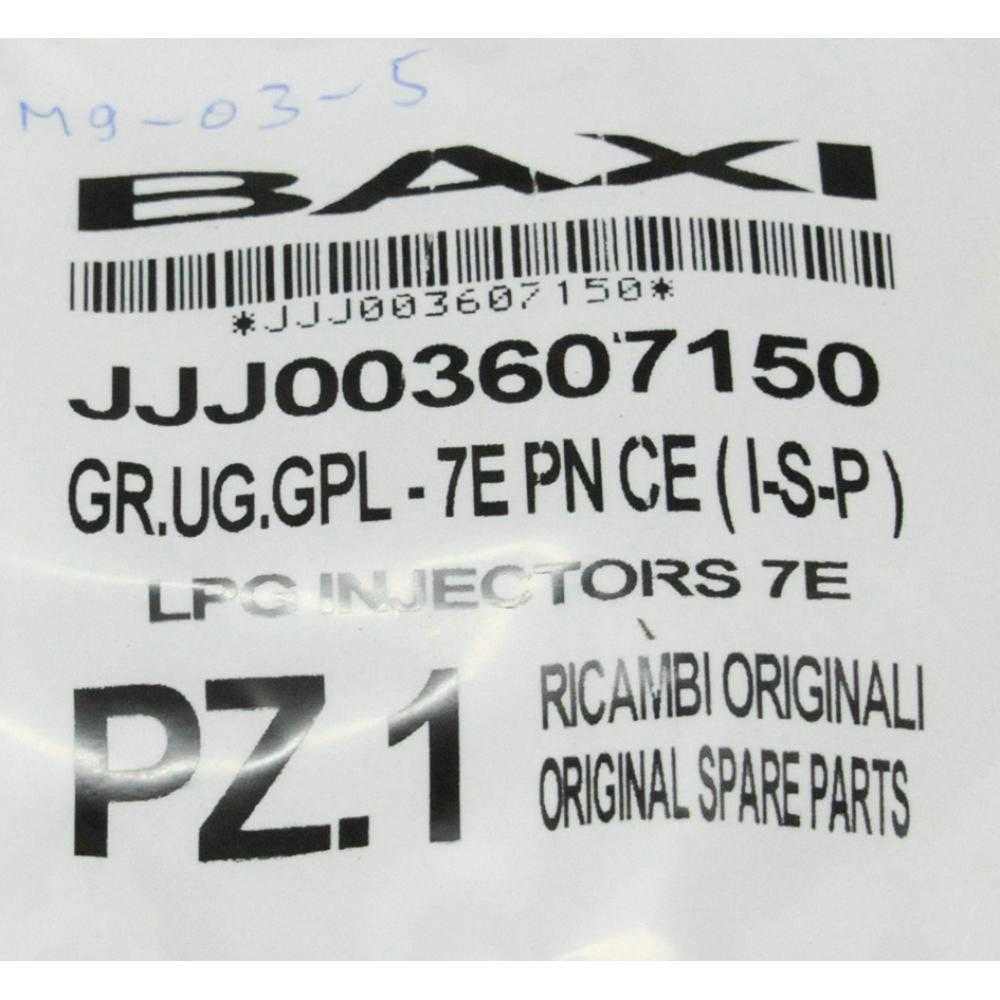 M9-03-5
BAXI
*JJJ003607150*
JJJ003607150
GR.UG.GPL - 7E PN CE ( I-S-P )
LPG INJECTORS 7E
PZ.1
RICAMBI ORIGINALI
ORIGINAL SPARE PARTS